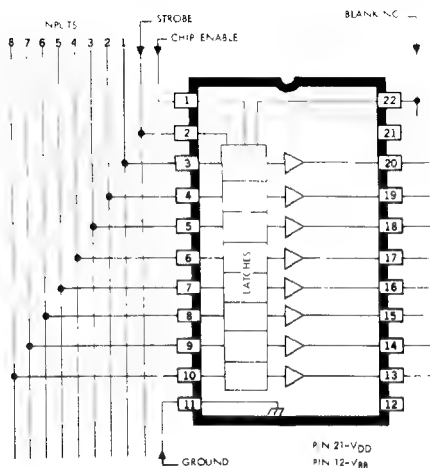 STROBE
BLANKING
INPUTS
CHIP ENABLE
8 7 6 5 4 3 2 1
1 22
2 21
3 20
4 19
5 18
6 17
7 LATCHES 16
8 15
9 14
10 13
11 12
PIN 21-VDD
GROUND PIN 12-VBB